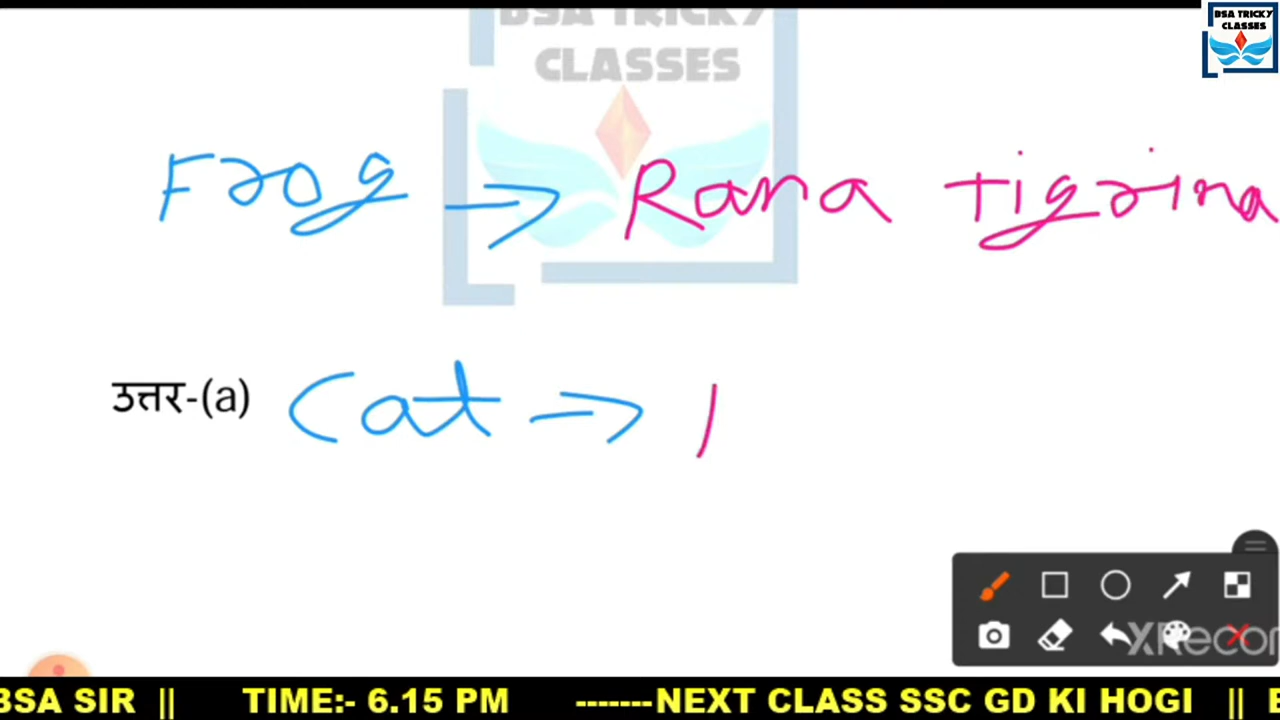 BSA TRICKY
CLASSES
BSA TRICKY
CLASSES
Frog → Rana tigrina
उत्तर-(a) Cat →
XRecor
BSA SIR || TIME:- 6.15 PM -------NEXT CLASS SSC GD KI HOGI ||